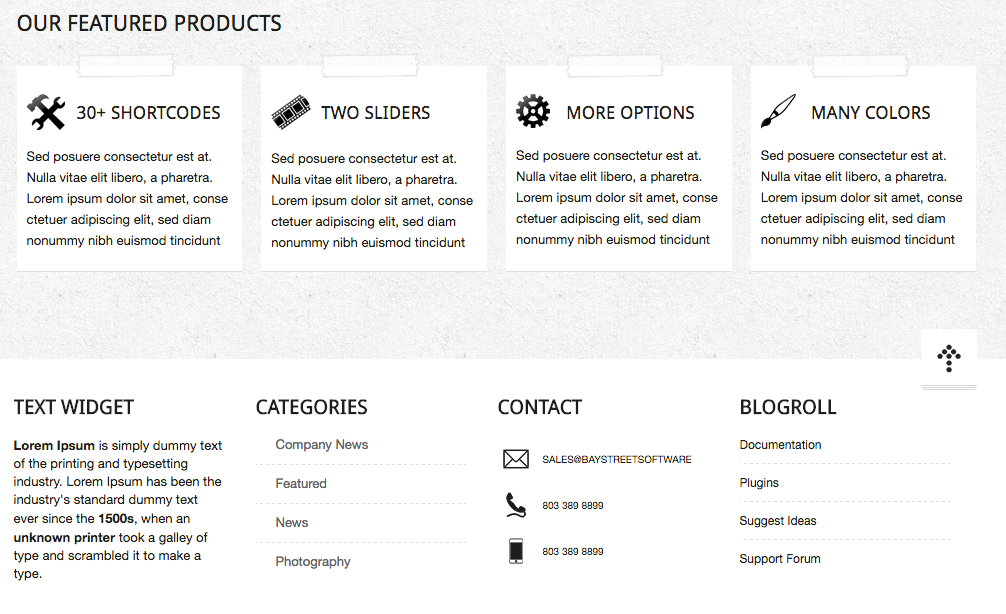 OUR FEATURED PRODUCTS
30+ SHORTCODES
Sed posuere consectetur est at.
Nulla vitae elit libero, a pharetra.
Lorem ipsum dolor sit amet, conse
ctetuer adipiscing elit, sed diam
nonummy nibh euismod tincidunt
TWO SLIDERS
Sed posuere consectetur est at.
Nulla vitae elit libero, a pharetra.
Lorem ipsum dolor sit amet, conse
ctetuer adipiscing elit, sed diam
nonummy nibh euismod tincidunt
MORE OPTIONS
Sed posuere consectetur est at.
Nulla vitae elit libero, a pharetra.
Lorem ipsum dolor sit amet, conse
ctetuer adipiscing elit, sed diam
nonummy nibh euismod tincidunt
MANY COLORS
Sed posuere consectetur est at.
Nulla vitae elit libero, a pharetra.
Lorem ipsum dolor sit amet, conse
ctetuer adipiscing elit, sed diam
nonummy nibh euismod tincidunt
TEXT WIDGET
Lorem Ipsum is simply dummy text
of the printing and typesetting
industry. Lorem Ipsum has been the
industry's standard dummy text
ever since the 1500s, when an
unknown printer took a galley of
type and scrambled it to make a
type.
CATEGORIES
Company News
Featured
News
Photography
CONTACT
SALES@BAYSTREETSOFTWARE
803 389 8899
803 389 8899
BLOGROLL
Documentation
Plugins
Suggest Ideas
Support Forum